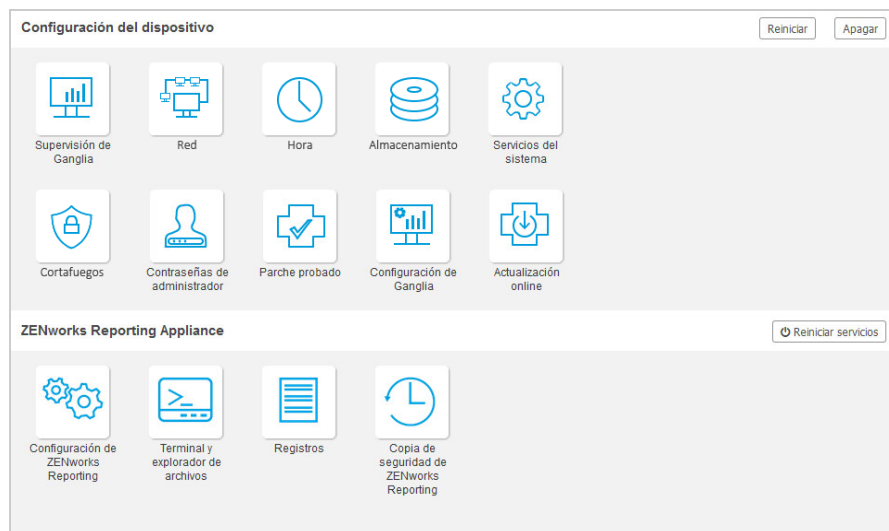 Configuración del dispositivo
Reiniciar
Apagar
Supervisión de
Ganglia
Red
Hora
Almacenamiento
Servicios del
sistema
Cortafuegos
Contraseñas de
administrador
Parche probado
Configuración de
Ganglia
Actualización
online
ZENworks Reporting Appliance
Reiniciar servicios
Configuración de
ZENworks
Reporting
Terminal y
explorador de
archivos
Registros
Copia de
seguridad de
ZENworks
Reporting